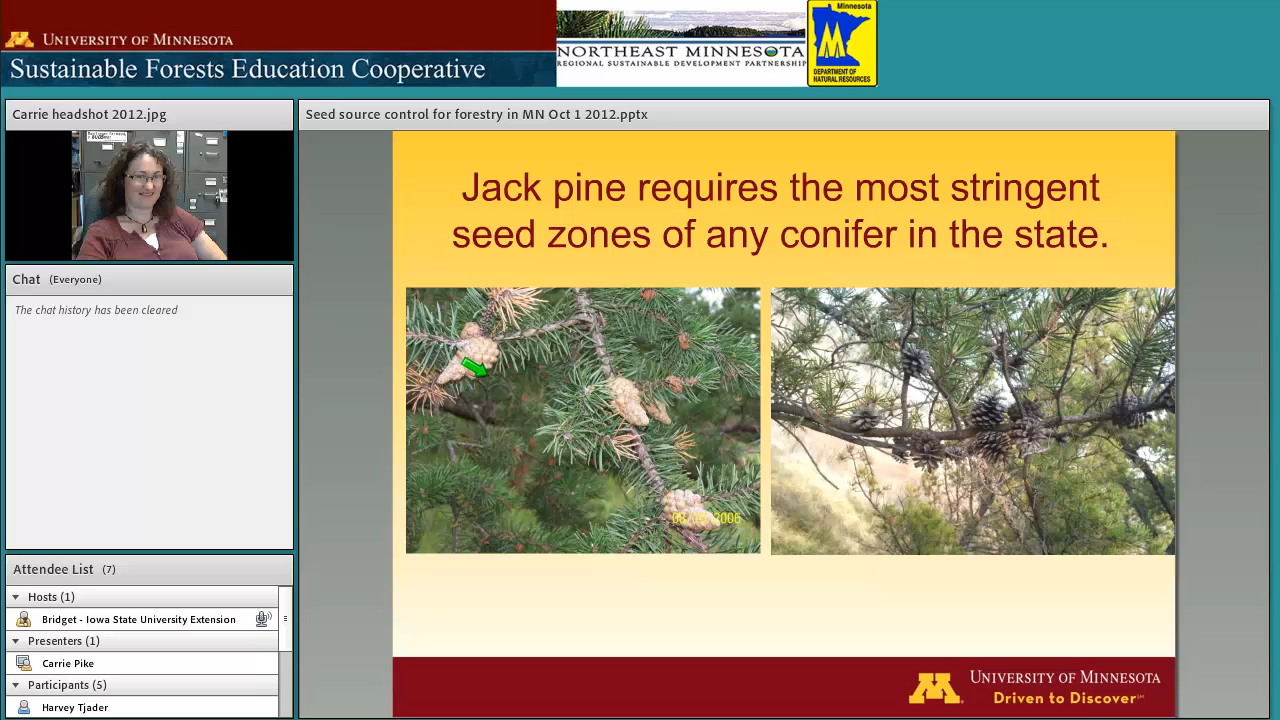 UNIVERSITY OF MINNESOTA
Sustainable Forests Education Cooperative
NORTHEAST MINNESOTA
REGIONAL SUSTAINABLE DEVELOPMENT PARTNERSHIP
Minnesota
DEPARTMENT OF
NATURAL RESOURCES
Carrie headshot 2012.jpg
Chat (Everyone)
The chat history has been cleared
Attendee List (7)
Hosts (1)
Bridget - Iowa State University Extension
Presenters (1)
Carrie Pike
Participants (5)
Harvey Tjader
Seed source control for forestry in MN Oct 1 2012.pptx
Jack pine requires the most stringent
seed zones of any conifer in the state.
UNIVERSITY OF MINNESOTA
Driven to Discover℠